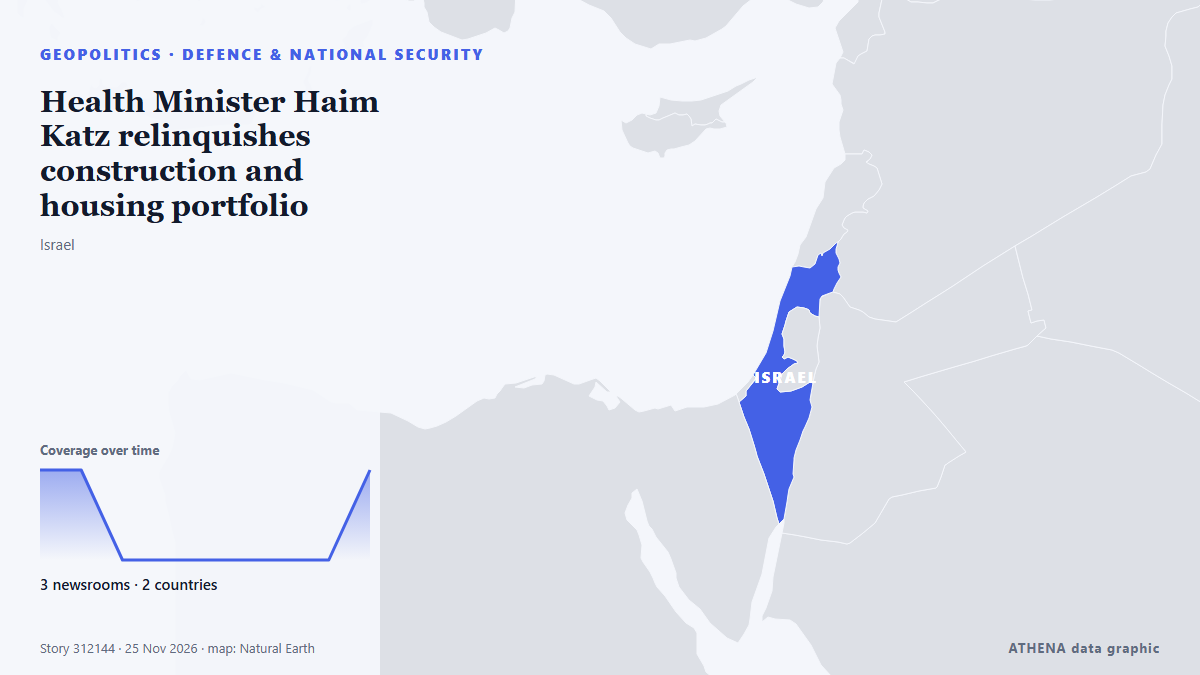 GEOPOLITICS · DEFENCE & NATIONAL SECURITY
Health Minister Haim
Katz relinquishes
construction and
housing portfolio
Israel
ISRAEL
Coverage over time
3 newsrooms · 2 countries
Story 312144 · 25 Nov 2026 · map: Natural Earth
ATHENA data graphic